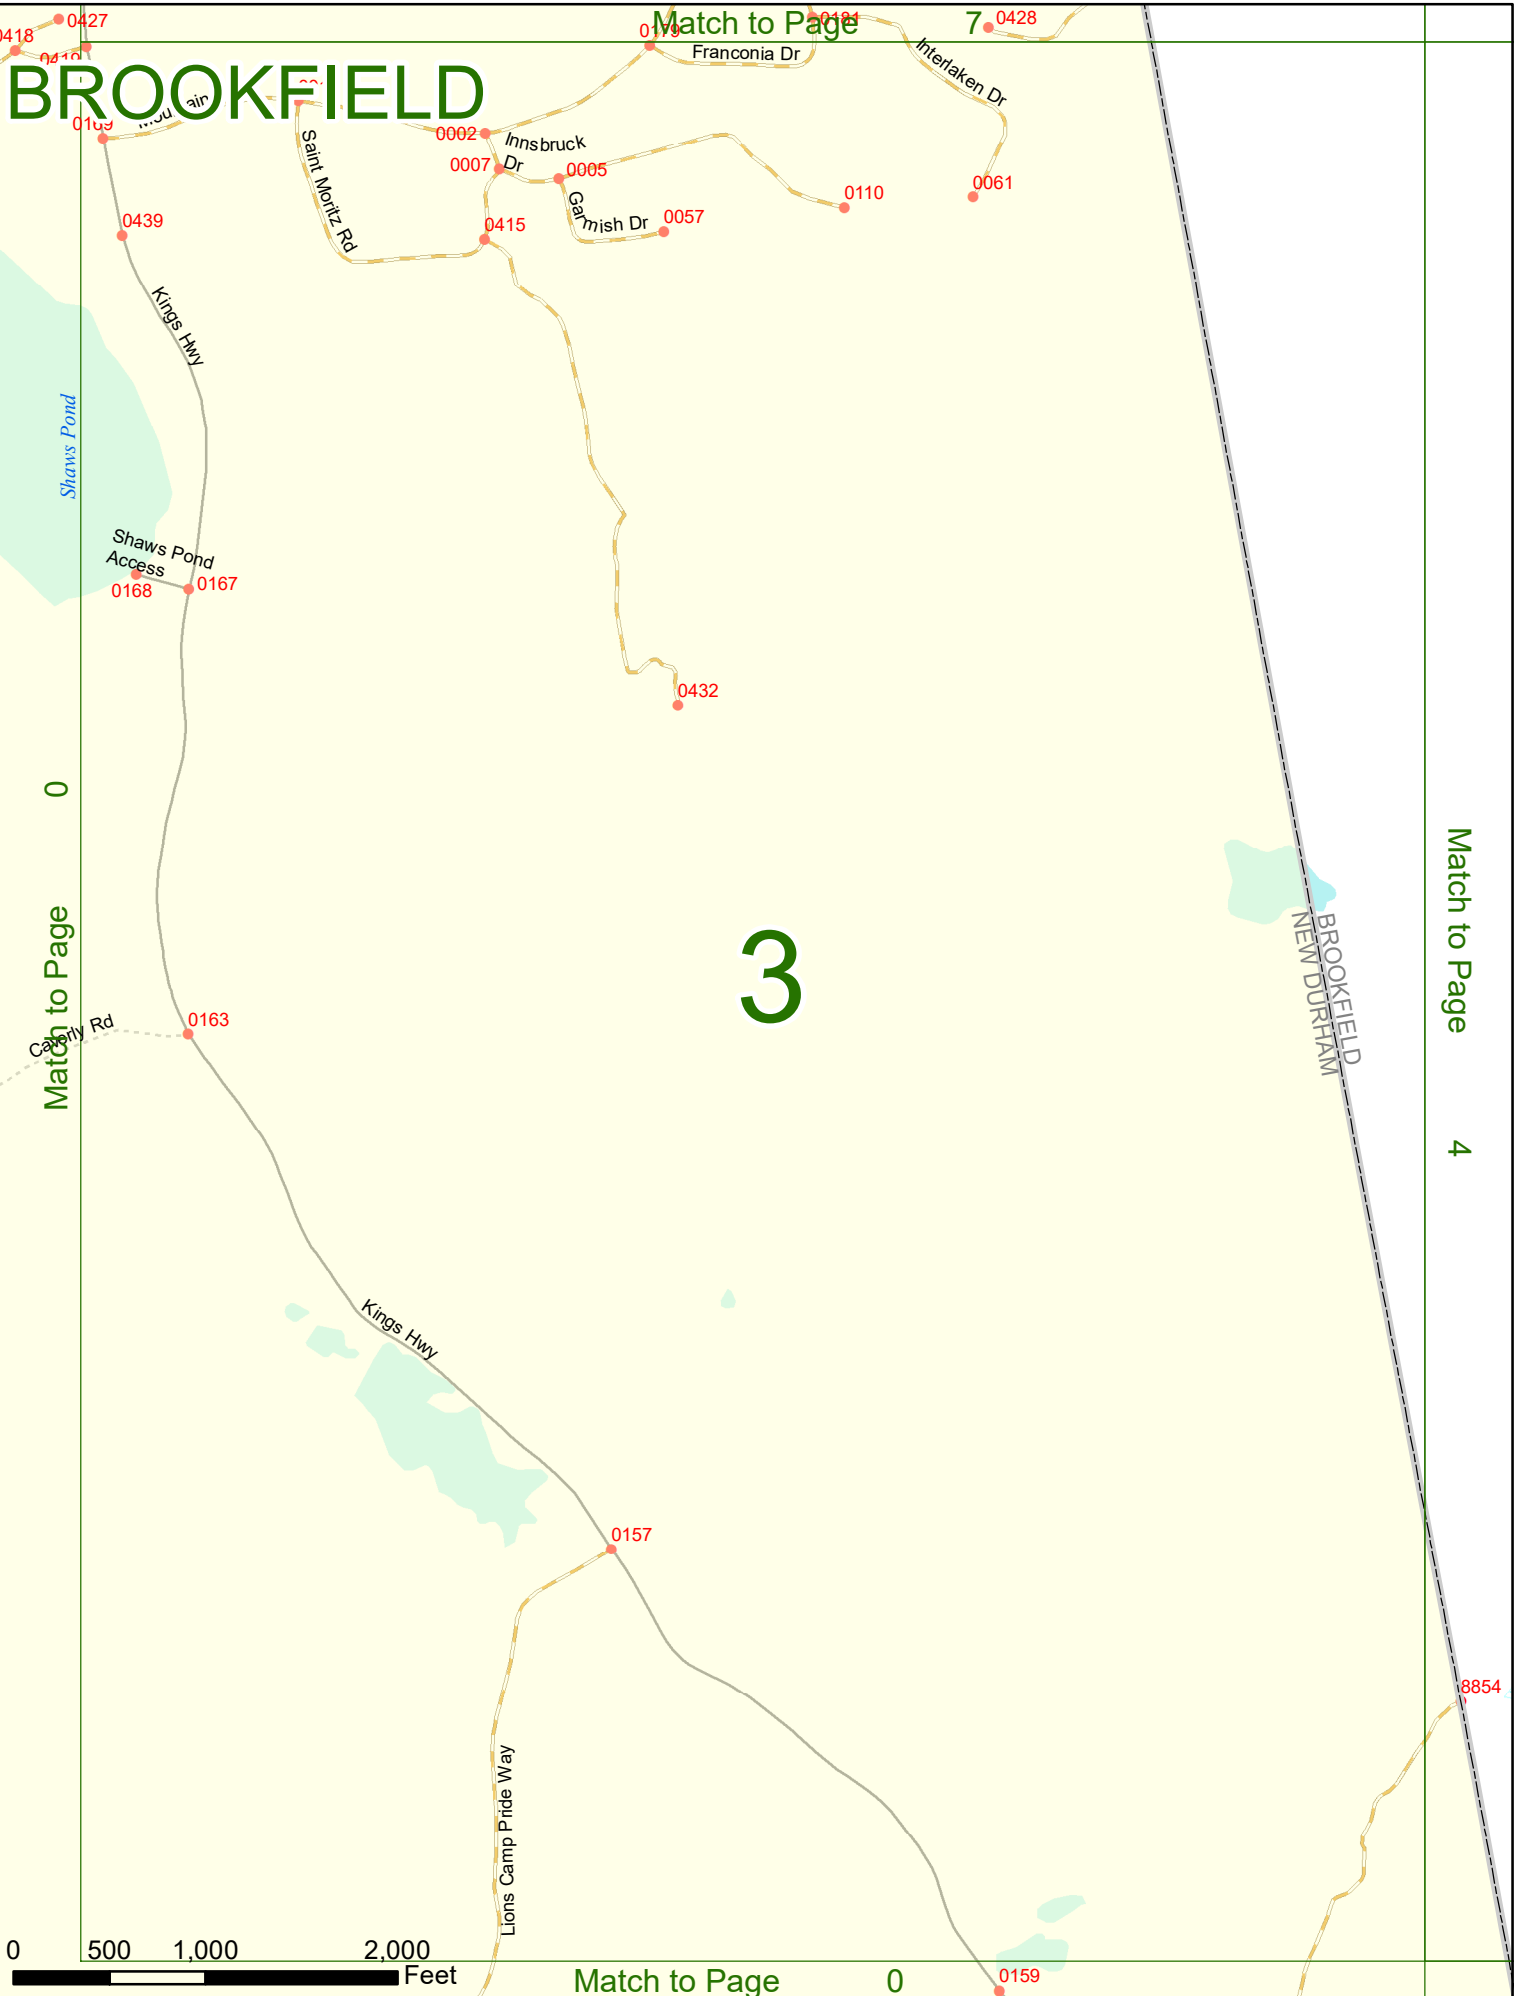 0427
Match to Page 7
0181
0428
0418
0179
Franconia Dr
Interlaken Dr
0419
BROOKFIELD
0169
0002
Innsbruck
Dr
0007
0005
Saint Moritz Rd
0110
0061
Garmish Dr
0057
0439
0415
Kings Hwy
Shaws Pond
Shaws Pond
Access
0168
0167
0432
Match to Page 0
Match to Page 4
3
BROOKFIELD
NEW DURHAM
0163
Caverly Rd
Kings Hwy
0157
8854
Lions Camp Pride Way
0 500 1,000 2,000
Feet
Match to Page 0
0159